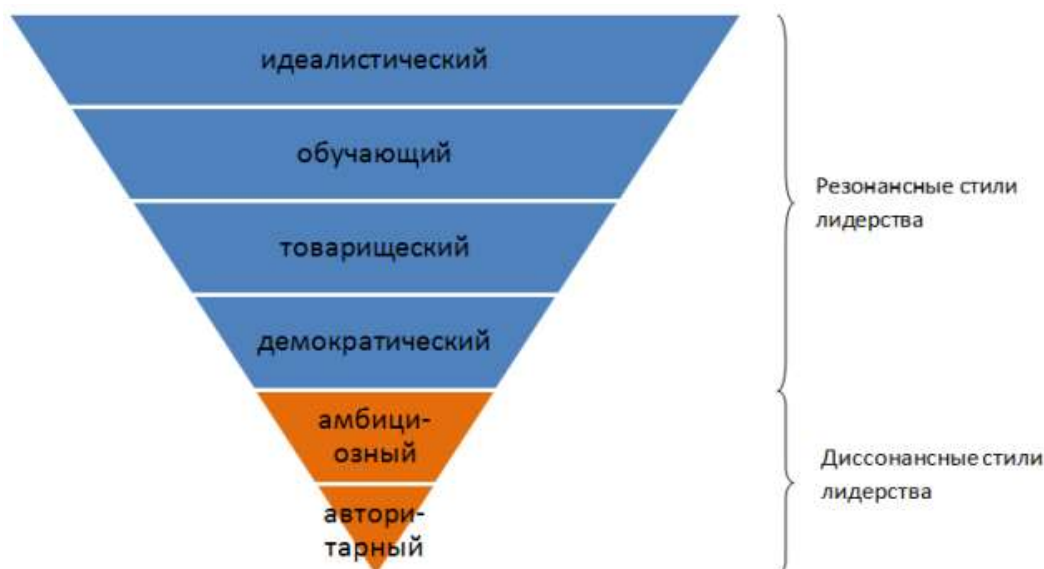 идеалистический
обучающий
товарищеский
демократический
амбици-
озный
автори-
тарный
Резонансные стили
лидерства
Диссонансные стили
лидерства